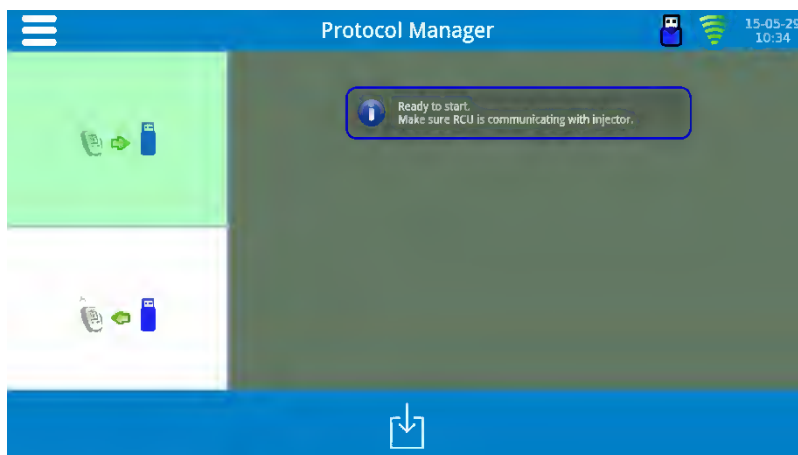 Protocol Manager
15-05-29
10:34
Ready to start.
Make sure RCU is communicating with injector.